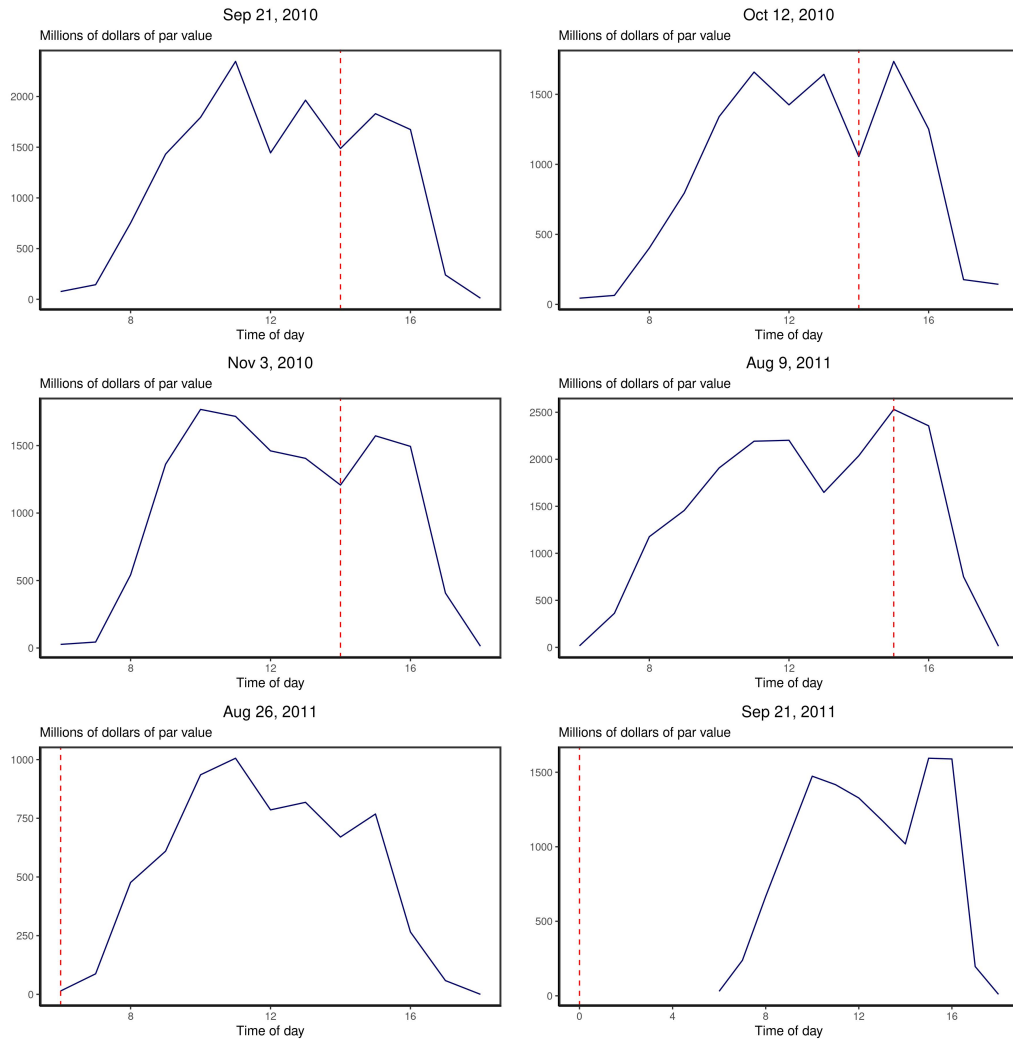 Sep 21, 2010
Millions of dollars of par value
2000
1500
1000
500
0
8 12 16
Time of day
Oct 12, 2010
Millions of dollars of par value
1500
1000
500
0
8 12 16
Time of day
Nov 3, 2010
Millions of dollars of par value
1500
1000
500
0
8 12 16
Time of day
Aug 9, 2011
Millions of dollars of par value
2500
2000
1500
1000
500
0
8 12 16
Time of day
Aug 26, 2011
Millions of dollars of par value
1000
750
500
250
0
8 12 16
Time of day
Sep 21, 2011
Millions of dollars of par value
1500
1000
500
0
0 4 8 12 16
Time of day